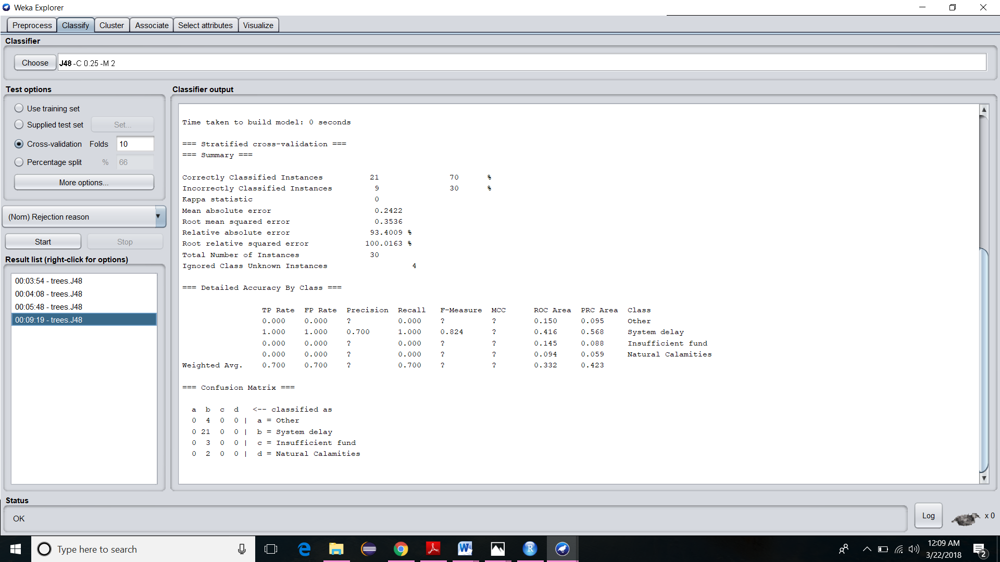 Weka Explorer
Preprocess Classify Cluster Associate Select attributes Visualize
Classifier
Choose J48 -C 0.25 -M 2
Test options
Use training set
Supplied test set Set...
Cross-validation Folds 10
Percentage split % 66
More options...
(Nom) Rejection reason
Start Stop
Result list (right-click for options)
00:03:54 - trees.J48
00:04:08 - trees.J48
00:05:48 - trees.J48
00:09:19 - trees.J48
Classifier output
Time taken to build model: 0 seconds
=== Stratified cross-validation ===
=== Summary ===
Correctly Classified Instances 21 70 %
Incorrectly Classified Instances 9 30 %
Kappa statistic 0
Mean absolute error 0.2422
Root mean squared error 0.3536
Relative absolute error 93.4009 %
Root relative squared error 100.0163 %
Total Number of Instances 30
Ignored Class Unknown Instances 4
=== Detailed Accuracy By Class ===
TP Rate FP Rate Precision Recall F-Measure MCC ROC Area PRC Area Class
0.000 0.000 ? 0.000 ? ? 0.150 0.095 Other
1.000 1.000 0.700 1.000 0.824 ? 0.416 0.568 System delay
0.000 0.000 ? 0.000 ? ? 0.145 0.088 Insufficient fund
0.000 0.000 ? 0.000 ? ? 0.094 0.059 Natural Calamities
Weighted Avg. 0.700 0.700 ? 0.700 ? ? 0.332 0.423
=== Confusion Matrix ===
a b c d <-- classified as
0 4 0 0 | a = Other
0 21 0 0 | b = System delay
0 3 0 0 | c = Insufficient fund
0 2 0 0 | d = Natural Calamities
Status
OK
Log x 0
Type here to search
12:09 AM
3/22/2018
2